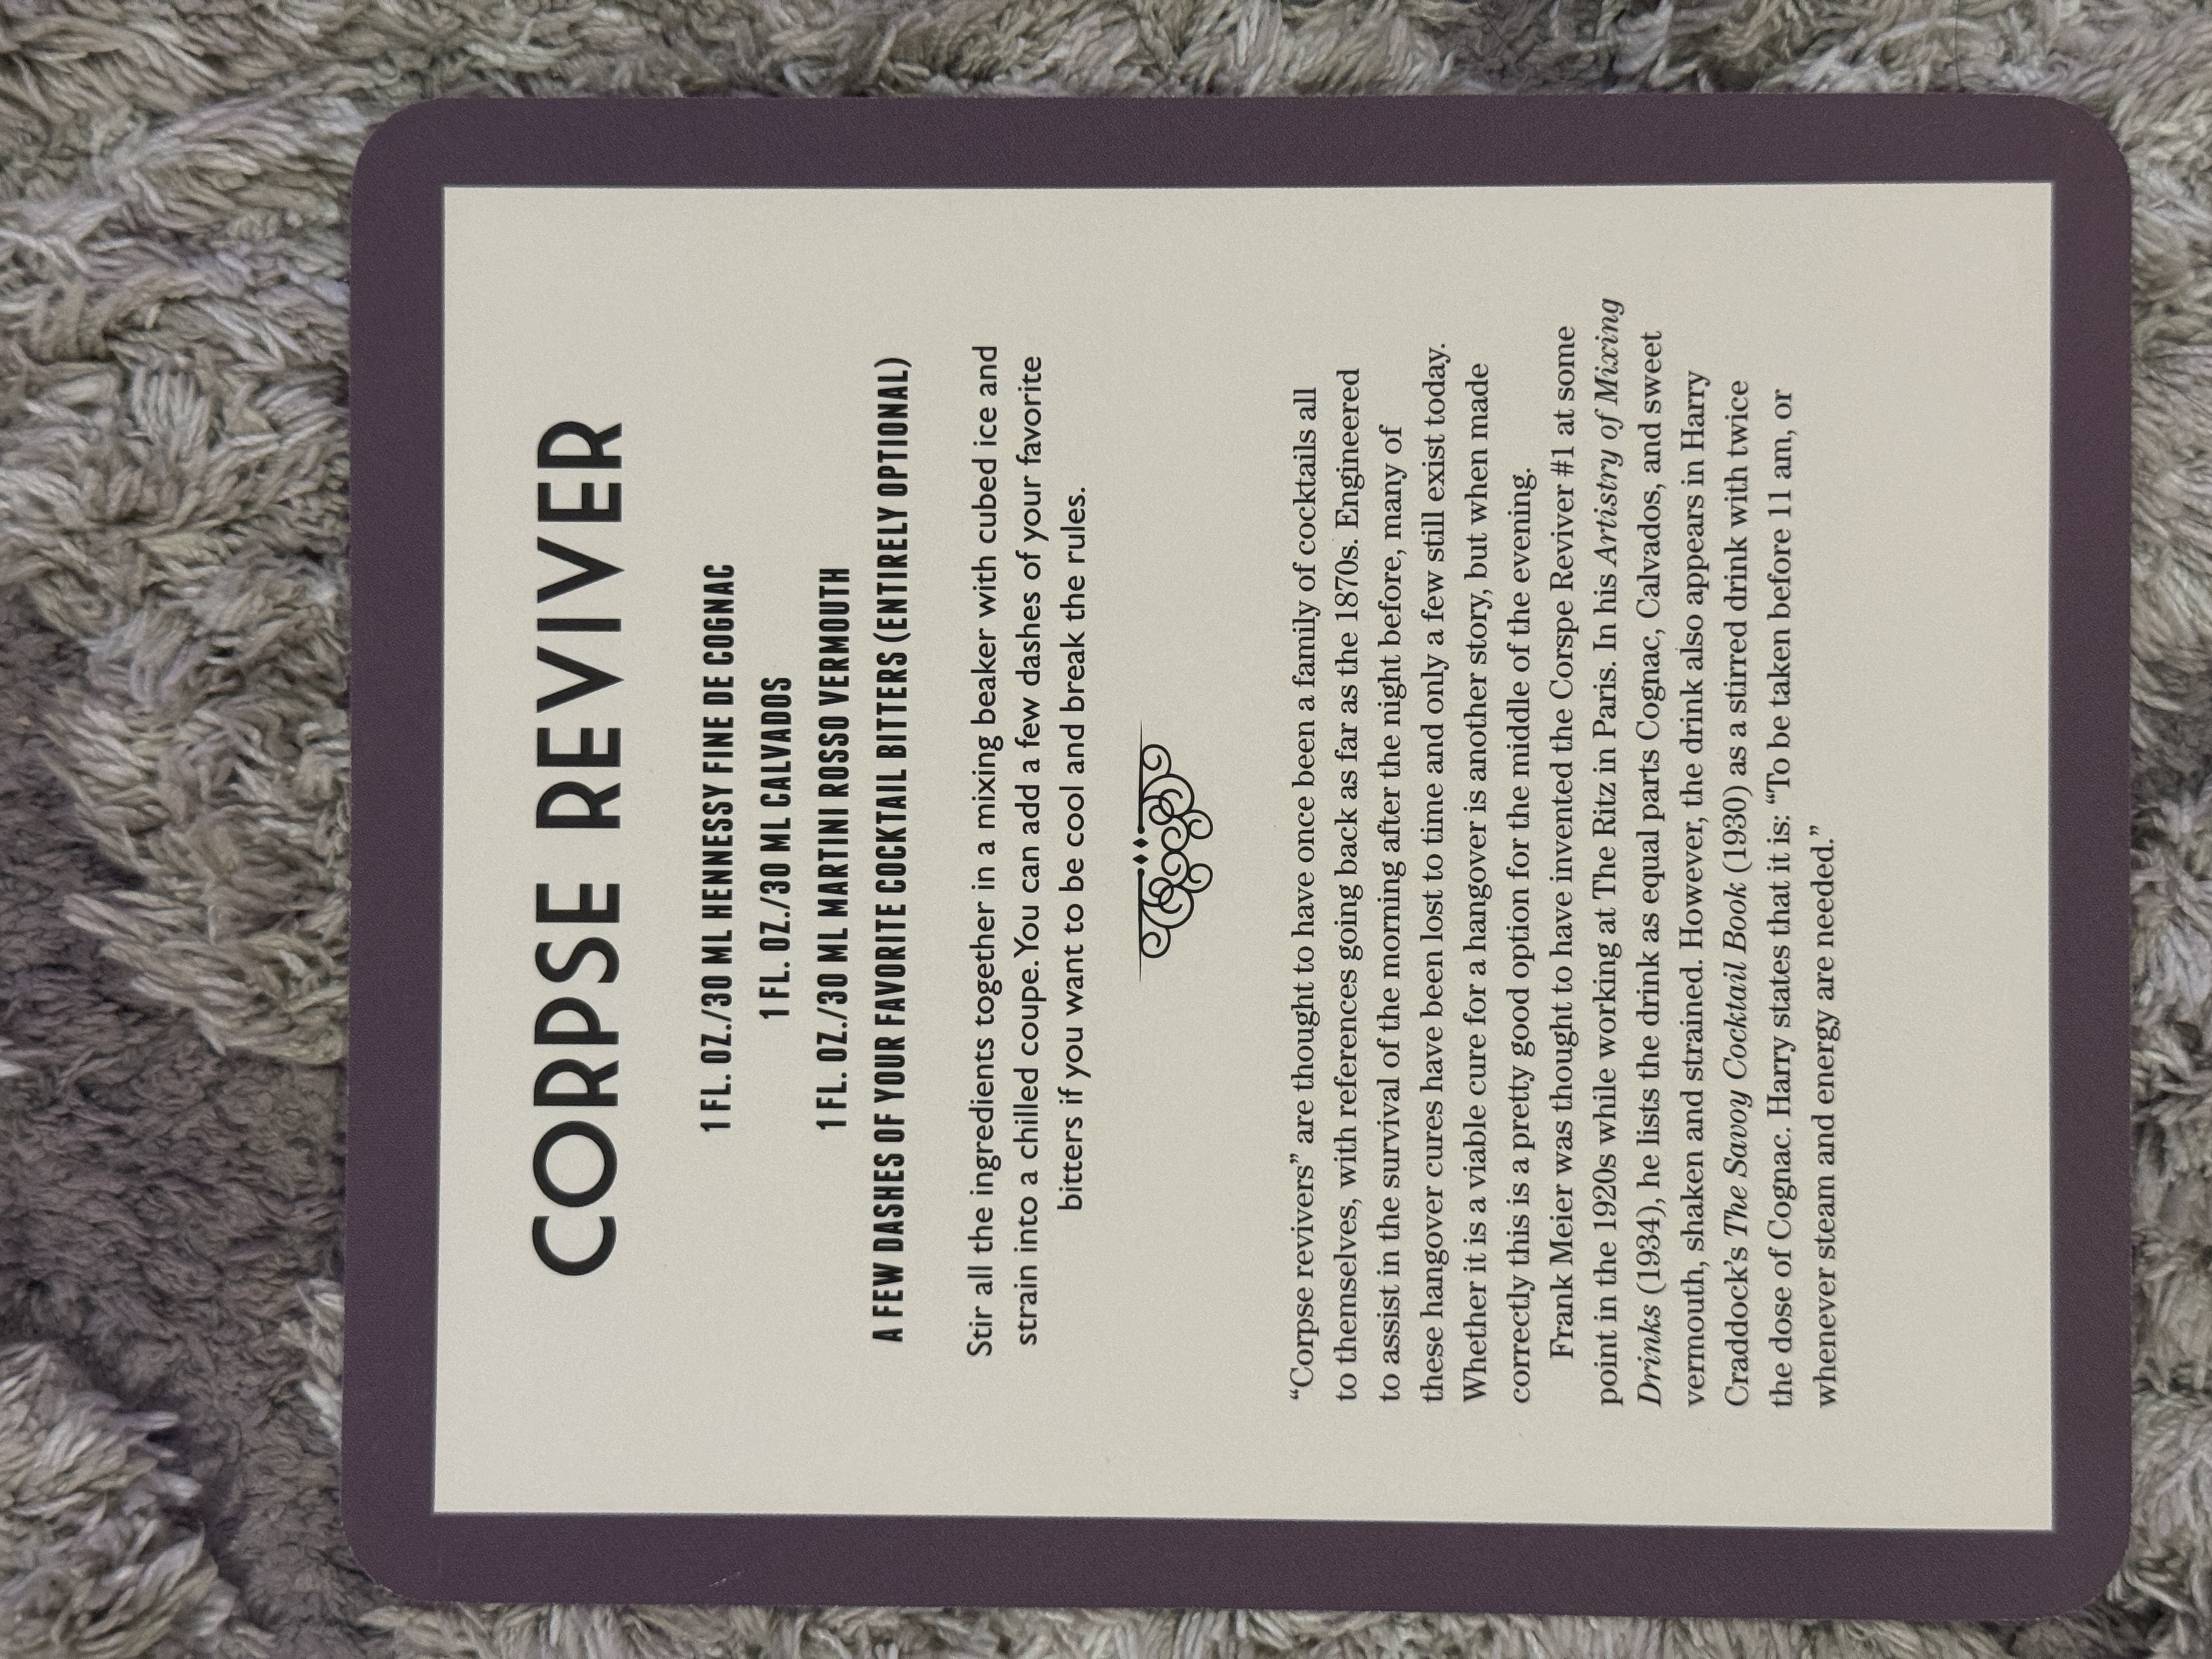 CORPSE REVIVER
1 FL. OZ./30 ML HENNESSY FINE DE COGNAC
1 FL. OZ./30 ML CALVADOS
1 FL. OZ./30 ML MARTINI ROSSO VERMOUTH
A FEW DASHES OF YOUR FAVORITE COCKTAIL BITTERS (ENTIRELY OPTIONAL)
Stir all the ingredients together in a mixing beaker with cubed ice and
strain into a chilled coupe. You can add a few dashes of your favorite
bitters if you want to be cool and break the rules.
“Corpse revivers” are thought to have once been a family of cocktails all
to themselves, with references going back as far as the 1870s. Engineered
to assist in the survival of the morning after the night before, many of
these hangover cures have been lost to time and only a few still exist today.
Whether it is a viable cure for a hangover is another story, but when made
correctly this is a pretty good option for the middle of the evening.
Frank Meier was thought to have invented the Corspe Reviver #1 at some
point in the 1920s while working at The Ritz in Paris. In his Artistry of Mixing
Drinks (1934), he lists the drink as equal parts Cognac, Calvados, and sweet
vermouth, shaken and strained. However, the drink also appears in Harry
Craddock’s The Savoy Cocktail Book (1930) as a stirred drink with twice
the dose of Cognac. Harry states that it is: “To be taken before 11 am, or
whenever steam and energy are needed.”